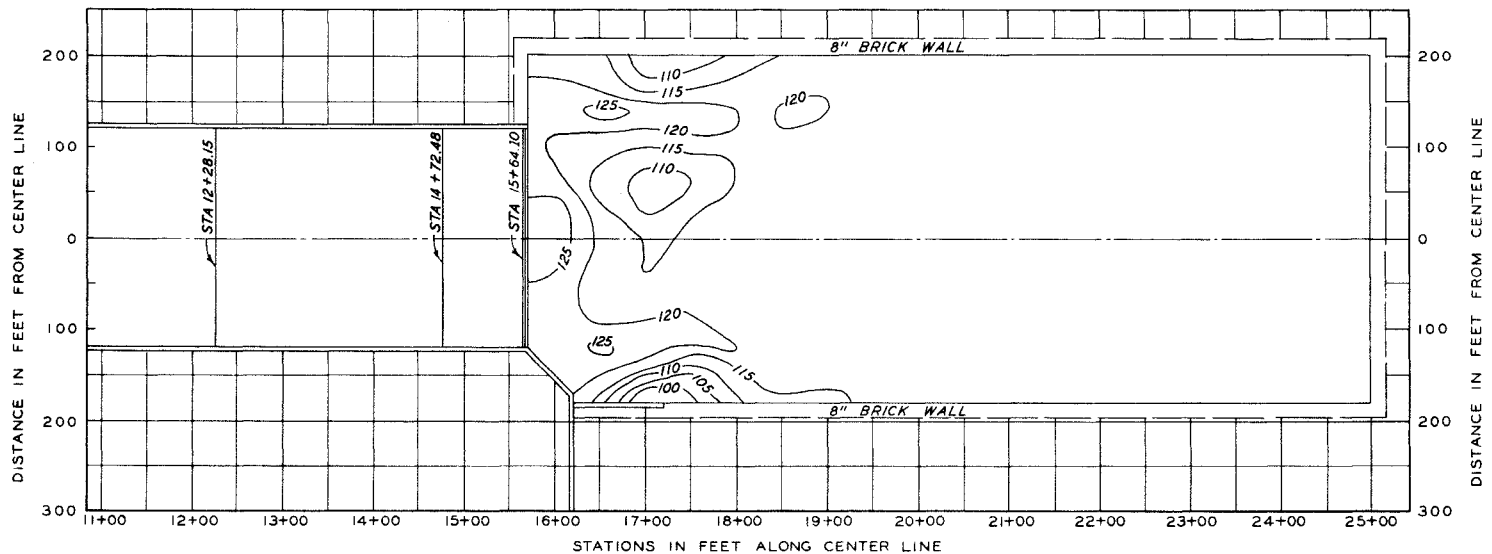 8" BRICK WALL
200
200
110
115
125
120
120
100
100
115
110
STA 12+28.15
STA 14+72.48
STA 15+64.10
0
0
125
120
100
100
125
110
115
100
105
8" BRICK WALL
200
200
300
300
11+00 12+00 13+00 14+00 15+00 16+00 17+00 18+00 19+00 20+00 21+00 22+00 23+00 24+00 25+00
STATIONS IN FEET ALONG CENTER LINE
DISTANCE IN FEET FROM CENTER LINE
DISTANCE IN FEET FROM CENTER LINE